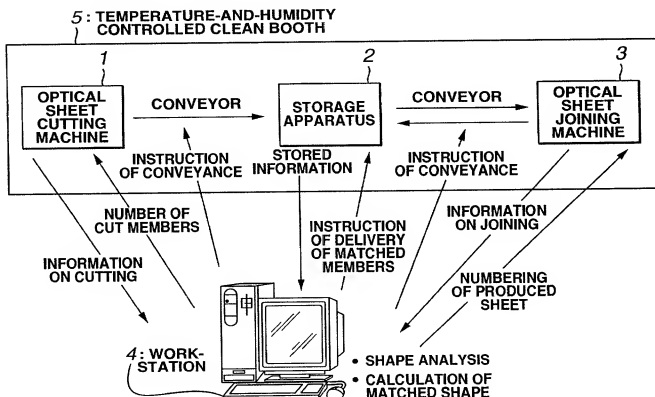 5: TEMPERATURE-AND-HUMIDITY
CONTROLLED CLEAN BOOTH
1
OPTICAL
SHEET
CUTTING
MACHINE
CONVEYOR
2
STORAGE
APPARATUS
CONVEYOR
3
OPTICAL
SHEET
JOINING
MACHINE
INSTRUCTION
OF CONVEYANCE
STORED
INFORMATION
INSTRUCTION
OF CONVEYANCE
NUMBER OF
CUT MEMBERS
INFORMATION
ON CUTTING
INSTRUCTION
OF DELIVERY
OF MATCHED
MEMBERS
INFORMATION
ON JOINING
NUMBERING
OF PRODUCED
SHEET
4: WORK-
STATION
• SHAPE ANALYSIS
• CALCULATION OF
MATCHED SHAPE